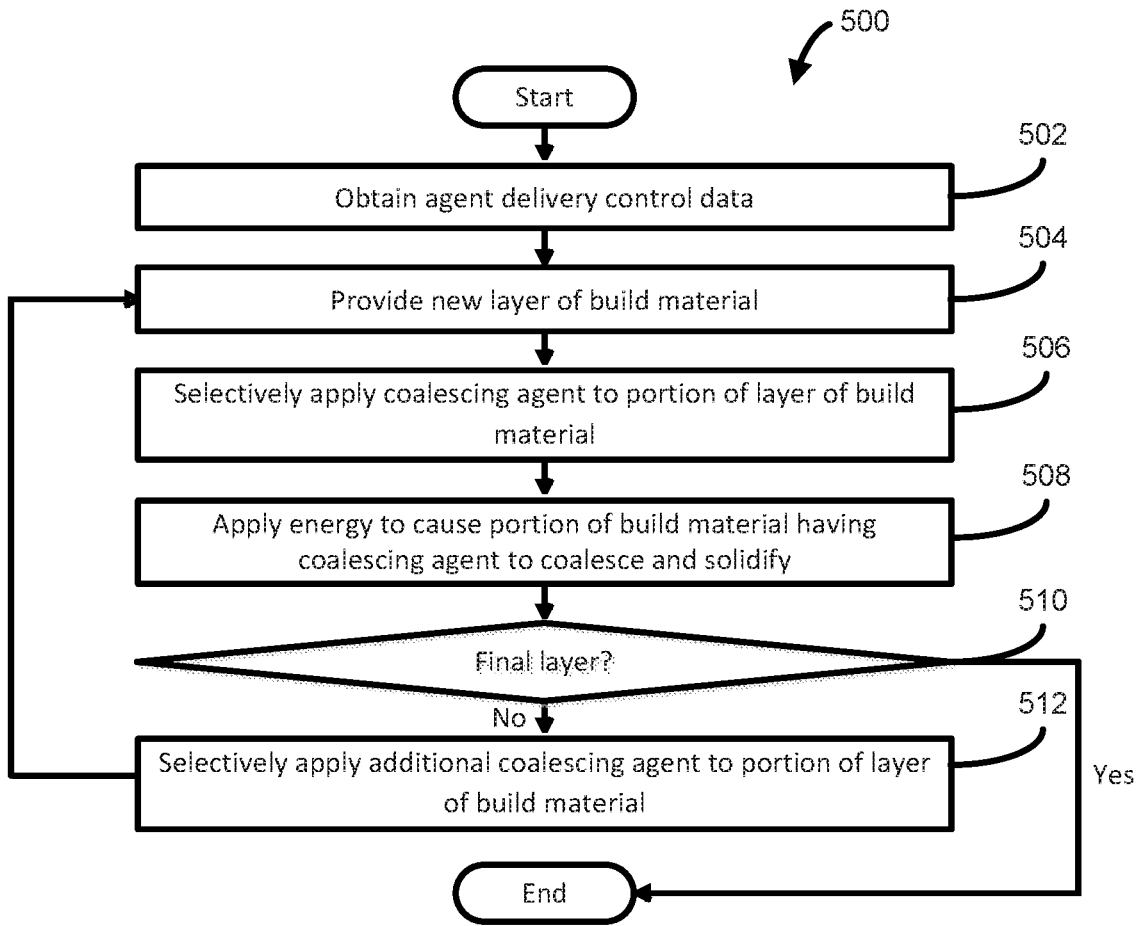 500
Start
502
Obtain agent delivery control data
504
Provide new layer of build material
506
Selectively apply coalescing agent to portion of layer of build
material
508
Apply energy to cause portion of build material having
coalescing agent to coalesce and solidify
510
Final layer?
No
512
Selectively apply additional coalescing agent to portion of layer
of build material
Yes
End